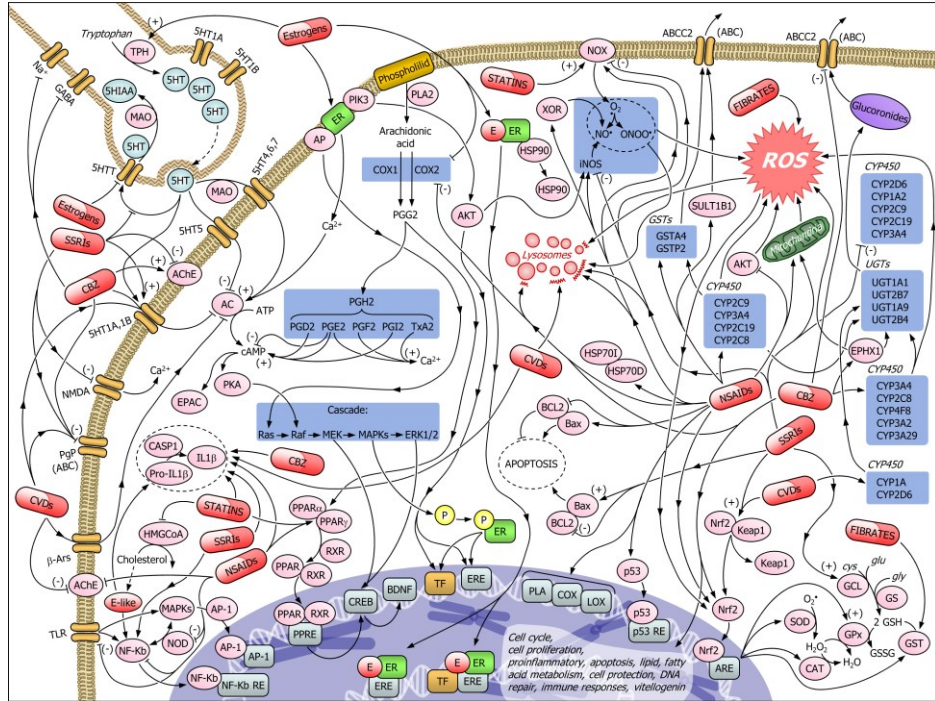 Tryptophan
(+)
5HT1A
TPH
5HT1B
Estrogens
Na⁺
GABA
5HIAA
5HT
5HT
5HT
MAO
5HT
5HTT
5HT
MAO
5HT4,6,7
Estrogens
SSRIs
5HT5
(-)
(+)
AChE
CBZ
(+)
5HT1A,1B
AC
(-)
ATP
(-)
cAMP
(+)
(-)
NMDA
Ca²⁺
EPAC
PKA
PgP
(ABC)
CVDs
β-Ars
(-)
AChE
TLR
Phospholilid
PIK3
PLA2
ER
AP
Arachidonic
acid
COX1
COX2
(-)
PGG2
Ca²⁺
AKT
PGH2
PGD2
PGE2
PGF2
PGI2
TxA2
(+)
Ca²⁺
Cascade:
Ras
Raf
MEK
MAPKs
ERK1/2
STATINS
(+)
NOX
(-)
E
ER
HSP90
HSP90
XOR
O₂
NO•
ONOO•
iNOS
(-)
ABCC2
(ABC)
ABCC2
(ABC)
(-)
FIBRATES
Glucoronides
ROS
CYP450
CYP2D6
CYP1A2
CYP2C9
CYP2C19
CYP3A4
SULT1B1
GSTs
GSTA4
GSTP2
Lysosomes
Mitochondria
AKT
CYP450
CYP2C9
CYP3A4
CYP2C19
CYP2C8
UGTs
UGT1A1
UGT2B7
UGT1A9
UGT2B4
EPHX1
CYP450
CYP3A4
CYP2C8
CYP4F8
CYP3A2
CYP3A29
CVDs
HSP70I
HSP70D
NSAIDs
CBZ
SSRIs
BCL2
Bax
APOPTOSIS
Bax
(+)
BCL2
(-)
CYP450
CYP1A
CYP2D6
CVDs
(+)
Nrf2
Keap1
Keap1
FIBRATES
CASP1
IL1β
Pro-IL1β
CBZ
STATINS
HMGCoA
SSRIs
Cholesterol
NSAIDs
E-like
MAPKs
AP-1
(-)
NF-Kb
NOD
(-)
AP-1
AP-1
NF-Kb
NF-Kb RE
PPARα
PPARγ
RXR
PPAR
RXR
PPAR
RXR
PPRE
CREB
BDNF
P
P
ER
TF
ERE
E
ER
ERE
E
ER
TF
ERE
PLA
COX
LOX
p53
p53
p53 RE
Nrf2
Nrf2
ARE
cys
glu
(+)
GCL
gly
GS
O₂•
SOD
(+)
GPx
2 GSH
GSSG
GST
H₂O₂
H₂O
CAT
Cell cycle,
cell proliferation,
proinflammatory, apoptosis, lipid, fatty
acid metabolism, cell protection, DNA
repair, immune responses, vitellogenin